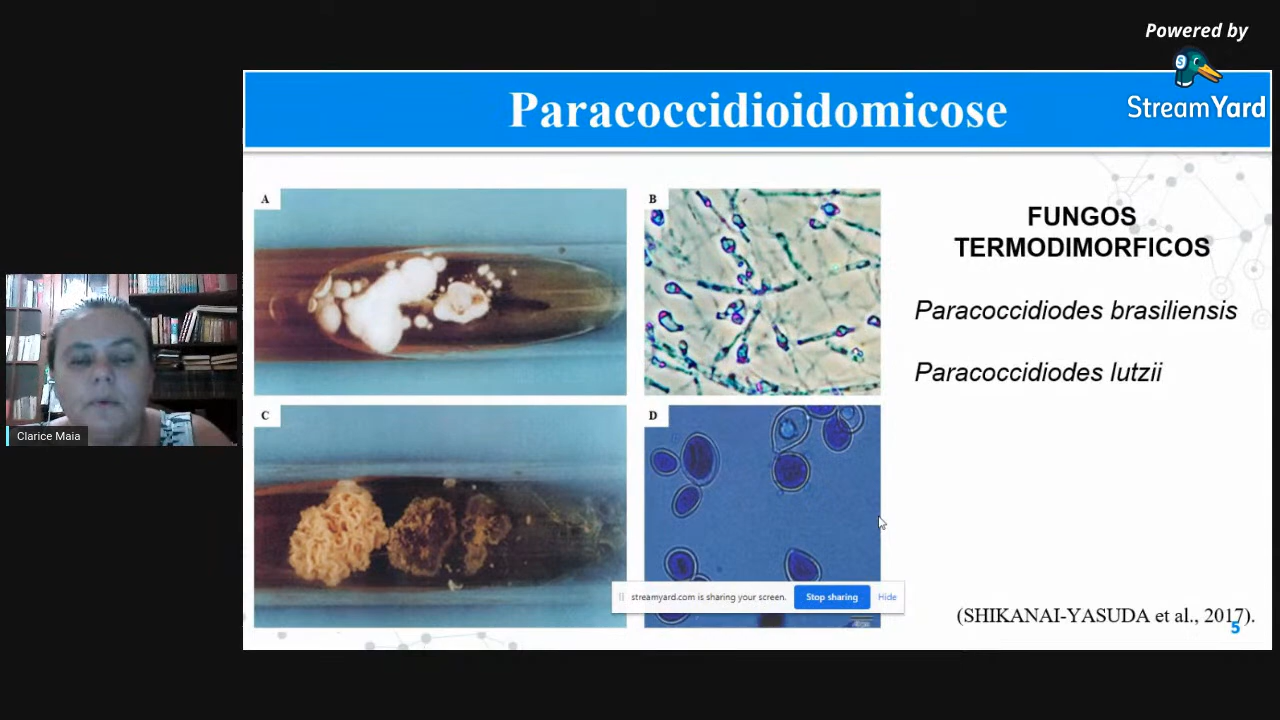 Powered by
StreamYard
Paracoccidioidomicose
A
B
FUNGOS
TERMODIMORFICOS
Paracoccidiodes brasiliensis
Paracoccidiodes lutzii
C
D
Clarice Maia
streamyard.com is sharing your screen.
Stop sharing
Hide
(SHIKANAI-YASUDA et al., 2017).
5